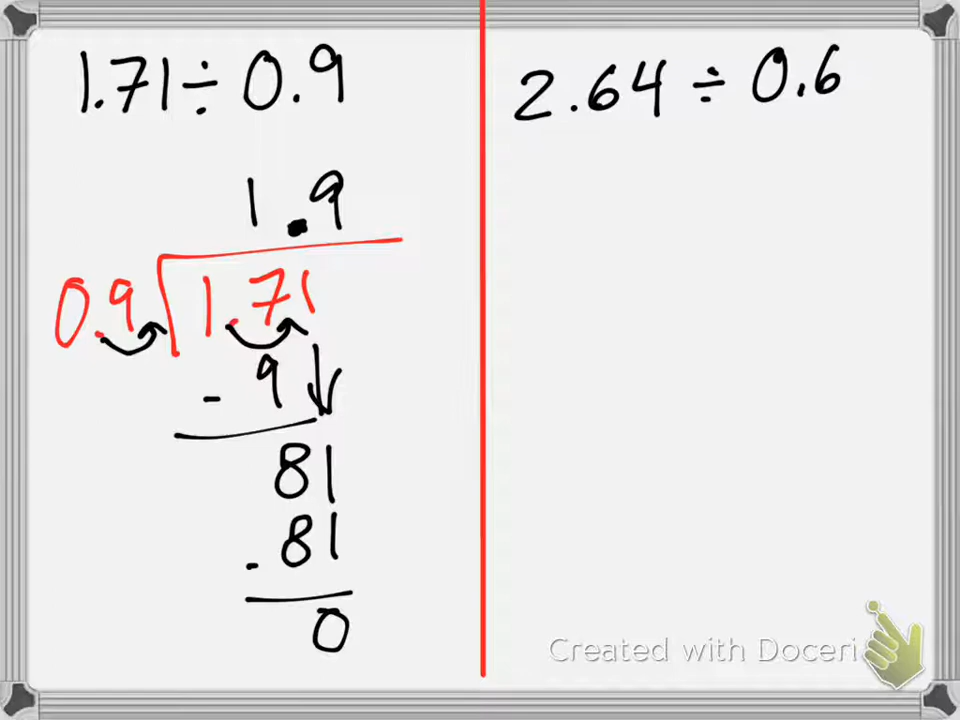 1.71 ÷ 0.9
1.9
0.9 1.71
- 9
81
- 81
0
2.64 ÷ 0.6
Created with Doceri